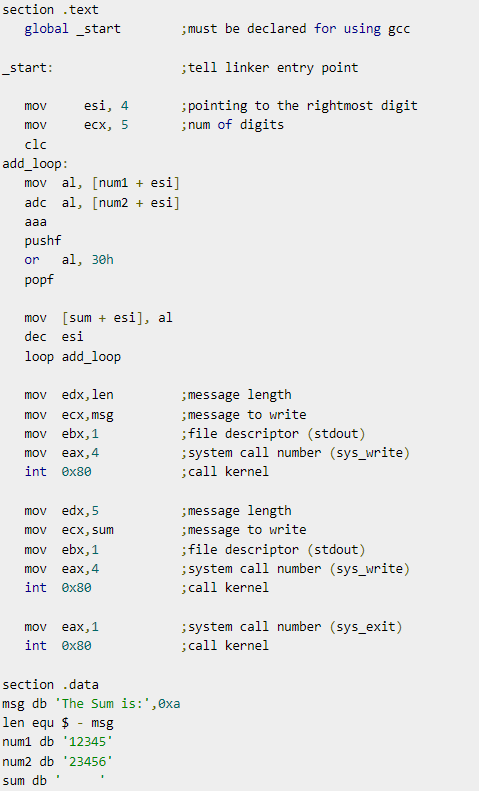 section .text
   global _start        ;must be declared for using gcc

_start:                 ;tell linker entry point

   mov     esi, 4       ;pointing to the rightmost digit
   mov     ecx, 5       ;num of digits
   clc
add_loop:
   mov  al, [num1 + esi]
   adc  al, [num2 + esi]
   aaa
   pushf
   or   al, 30h
   popf

   mov  [sum + esi], al
   dec  esi
   loop add_loop

   mov  edx,len         ;message length
   mov  ecx,msg         ;message to write
   mov  ebx,1           ;file descriptor (stdout)
   mov  eax,4           ;system call number (sys_write)
   int  0x80            ;call kernel

   mov  edx,5           ;message length
   mov  ecx,sum         ;message to write
   mov  ebx,1           ;file descriptor (stdout)
   mov  eax,4           ;system call number (sys_write)
   int  0x80            ;call kernel

   mov  eax,1           ;system call number (sys_exit)
   int  0x80            ;call kernel

section .data
msg db 'The Sum is:',0xa
len equ $ - msg
num1 db '12345'
num2 db '23456'
sum db '     '